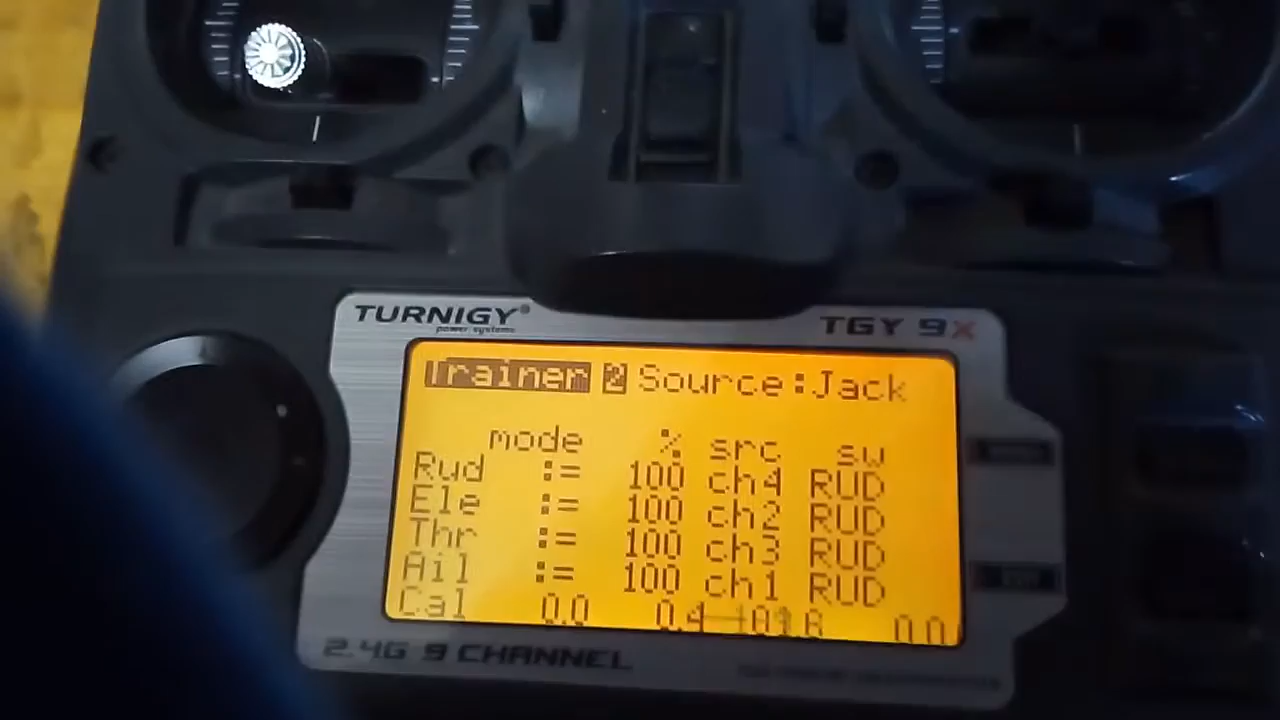 TURNIGY®
power systems
TGY 9X
Trainer 2 Source:Jack
mode % src sw
Rud := 100 ch4 RUD
Ele := 100 ch2 RUD
Thr := 100 ch3 RUD
Ail := 100 ch1 RUD
Cal 0.0 0.4 0.0
2.4G 9 CHANNEL